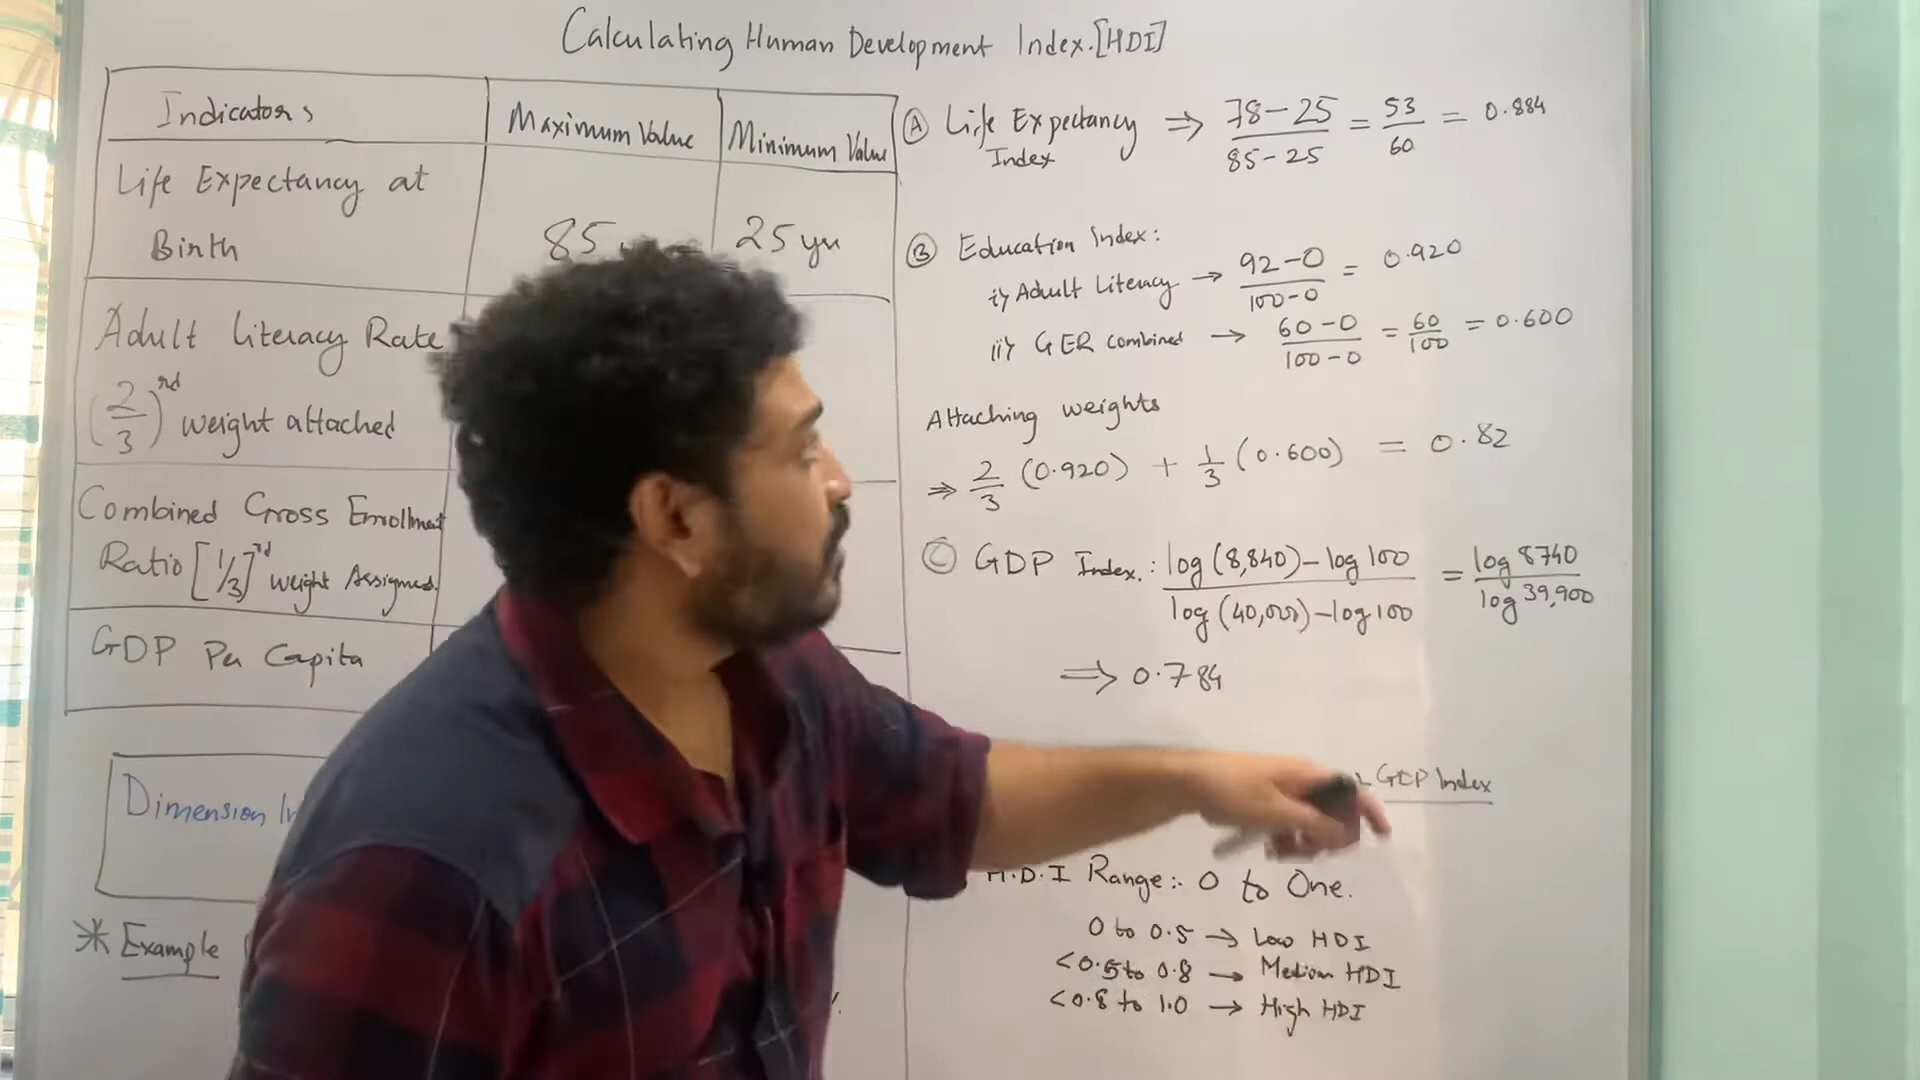 Calculating Human Development Index.[HDI]
Indicators
Maximum Value
Minimum Value
Life Expectancy at
Birth
85
25 yrs
Adult Literacy Rate
(2/3)rd weight attached
Combined Gross Enrollment
Ratio [1/3]rd weight Assigned.
GDP Per Capita
Dimension In
* Example
(A) Life Expectancy Index ⇒ 78-25/85-25 = 53/60 = 0.884
(B) Education Index:
i) Adult Literacy → 92-0/100-0 = 0.920
ii) GER combined → 60-0/100-0 = 60/100 = 0.600
Attaching weights
⇒ 2/3 (0.920) + 1/3 (0.600) = 0.82
(C) GDP Index.: log(8,840)-log 100/log(40,000)-log 100 = log 8740/log 39,900
⇒ 0.784
GDP Index
H.D.I Range:- 0 to One.
0 to 0.5 → Low HDI
<0.5 to 0.8 → Medium HDI
<0.8 to 1.0 → High HDI